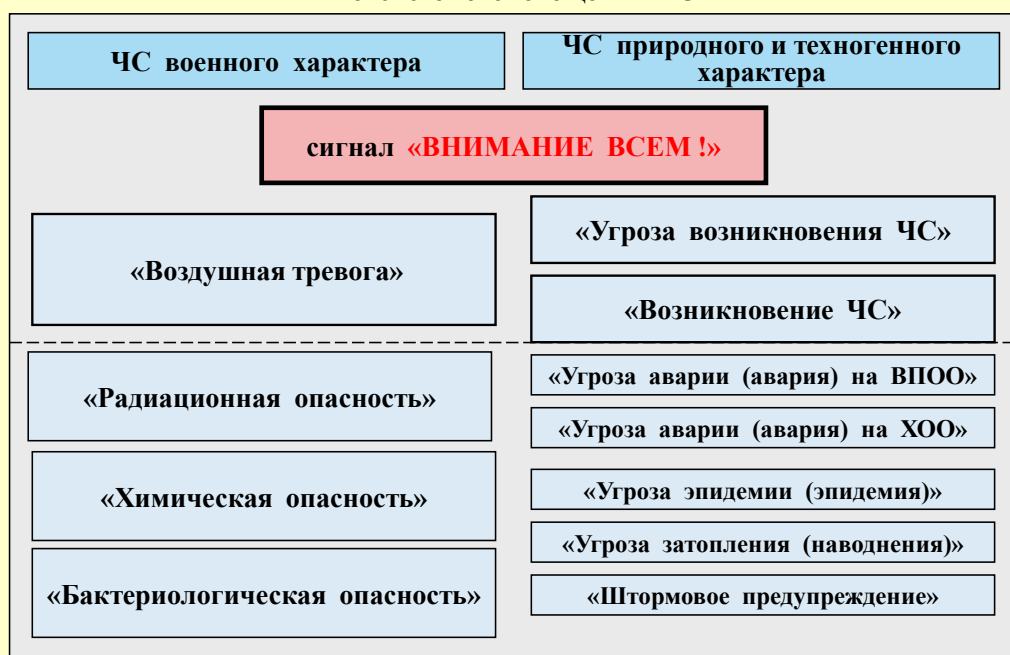 ЧС военного характера
ЧС природного и техногенного
характера
сигнал «ВНИМАНИЕ ВСЕМ !»
«Воздушная тревога»
«Угроза возникновения ЧС»
«Возникновение ЧС»
«Радиационная опасность»
«Угроза аварии (авария) на ВПОО»
«Угроза аварии (авария) на ХОО»
«Химическая опасность»
«Угроза эпидемии (эпидемия)»
«Угроза затопления (наводнения)»
«Бактериологическая опасность»
«Штормовое предупреждение»